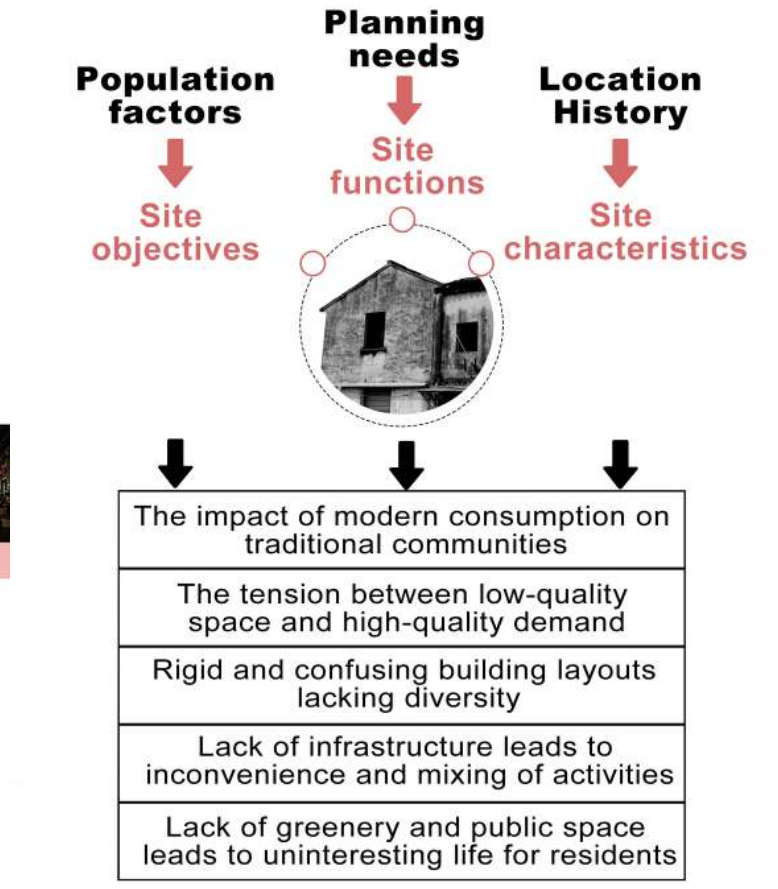 Planning
needs
Population
factors
Location
History
Site
functions
Site
objectives
Site
characteristics
The impact of modern consumption on
traditional communities
The tension between low-quality
space and high-quality demand
Rigid and confusing building layouts
lacking diversity
Lack of infrastructure leads to
inconvenience and mixing of activities
Lack of greenery and public space
leads to uninteresting life for residents